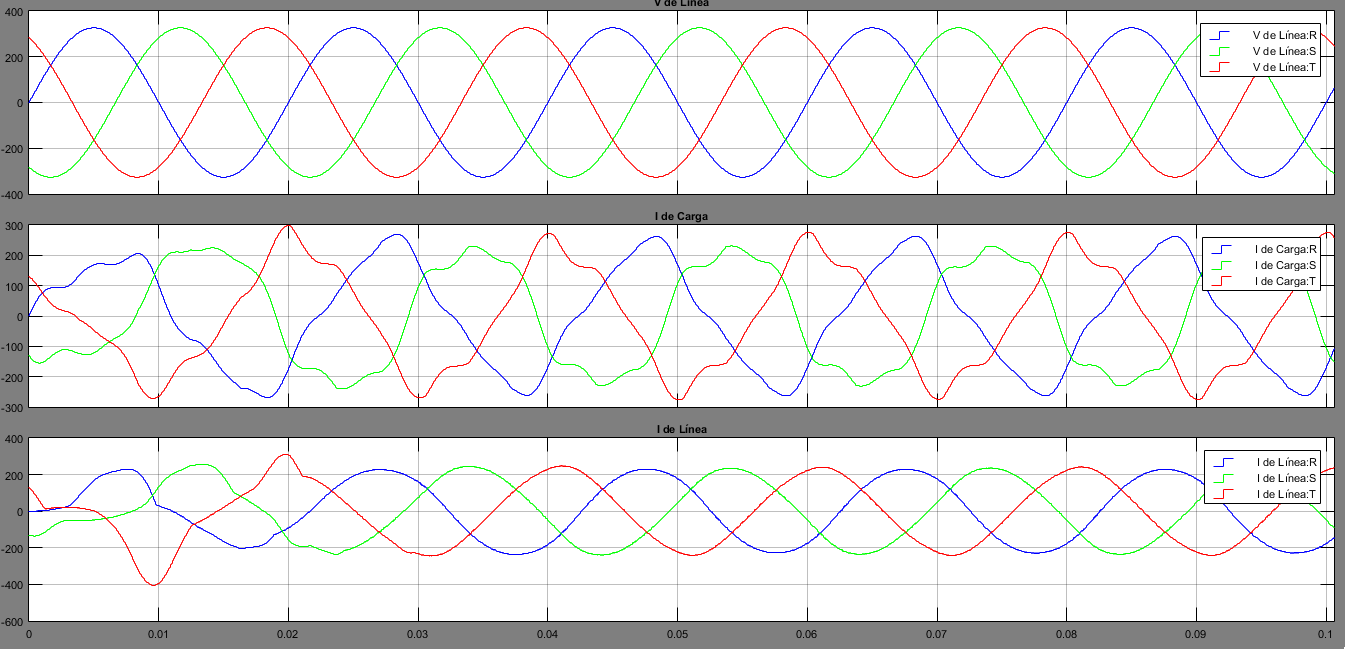 V de Línea
400
200
0
-200
-400
V de Línea:R
V de Línea:S
V de Línea:T
I de Carga
300
200
100
0
-100
-200
-300
I de Carga:R
I de Carga:S
I de Carga:T
I de Línea
400
200
0
-200
-400
-600
I de Línea:R
I de Línea:S
I de Línea:T
0 0.01 0.02 0.03 0.04 0.05 0.06 0.07 0.08 0.09 0.1